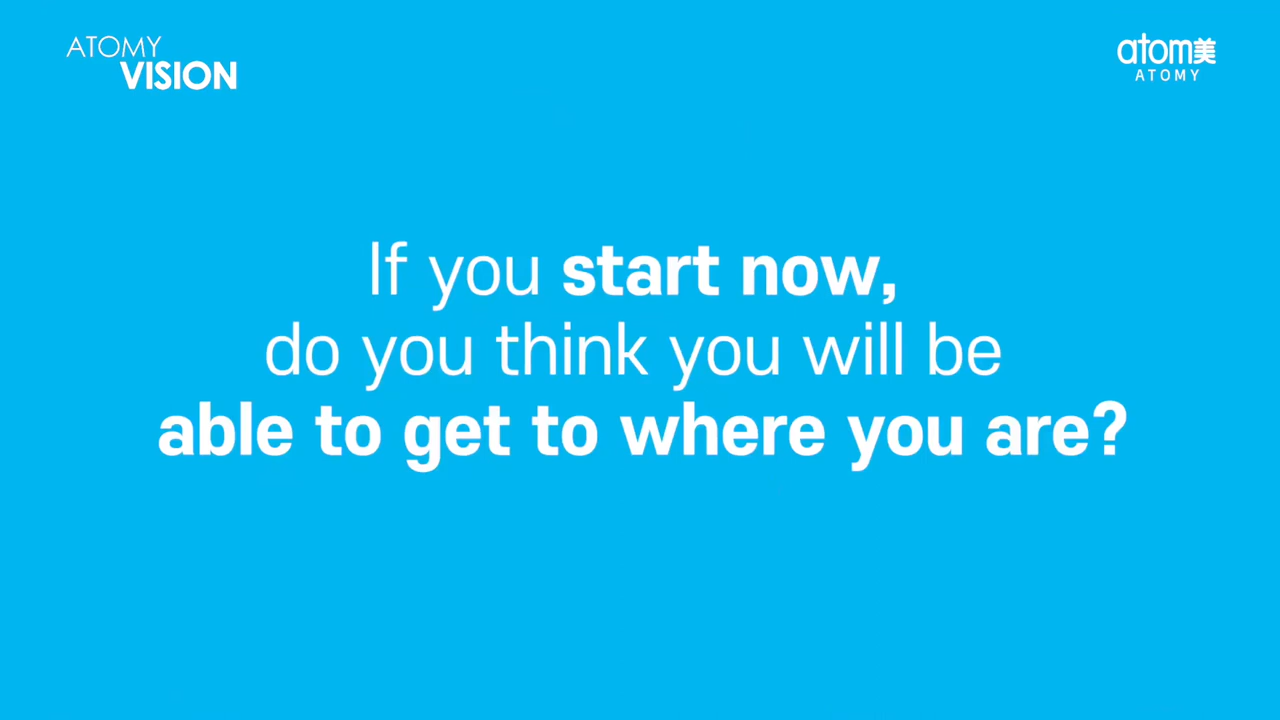 ATOMY
VISION
atom美
ATOMY
If you start now,
do you think you will be
able to get to where you are?